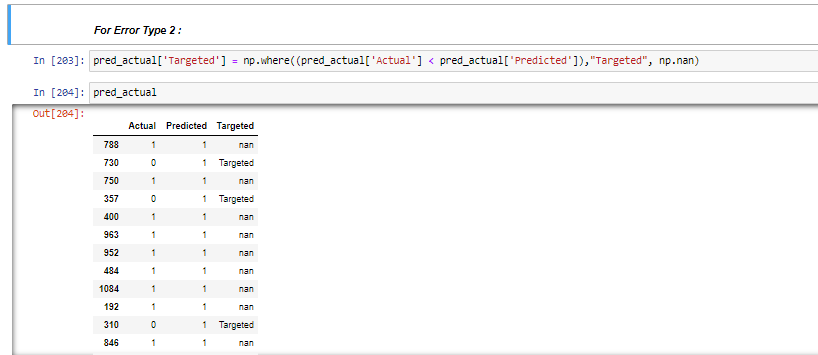 For Error Type 2 :
In [203]: pred_actual['Targeted'] = np.where((pred_actual['Actual'] < pred_actual['Predicted']),"Targeted", np.nan)
In [204]: pred_actual
Out[204]:
Actual Predicted Targeted
788 1 1 nan
730 0 1 Targeted
750 1 1 nan
357 0 1 Targeted
400 1 1 nan
963 1 1 nan
952 1 1 nan
484 1 1 nan
1084 1 1 nan
192 1 1 nan
310 0 1 Targeted
846 1 1 nan